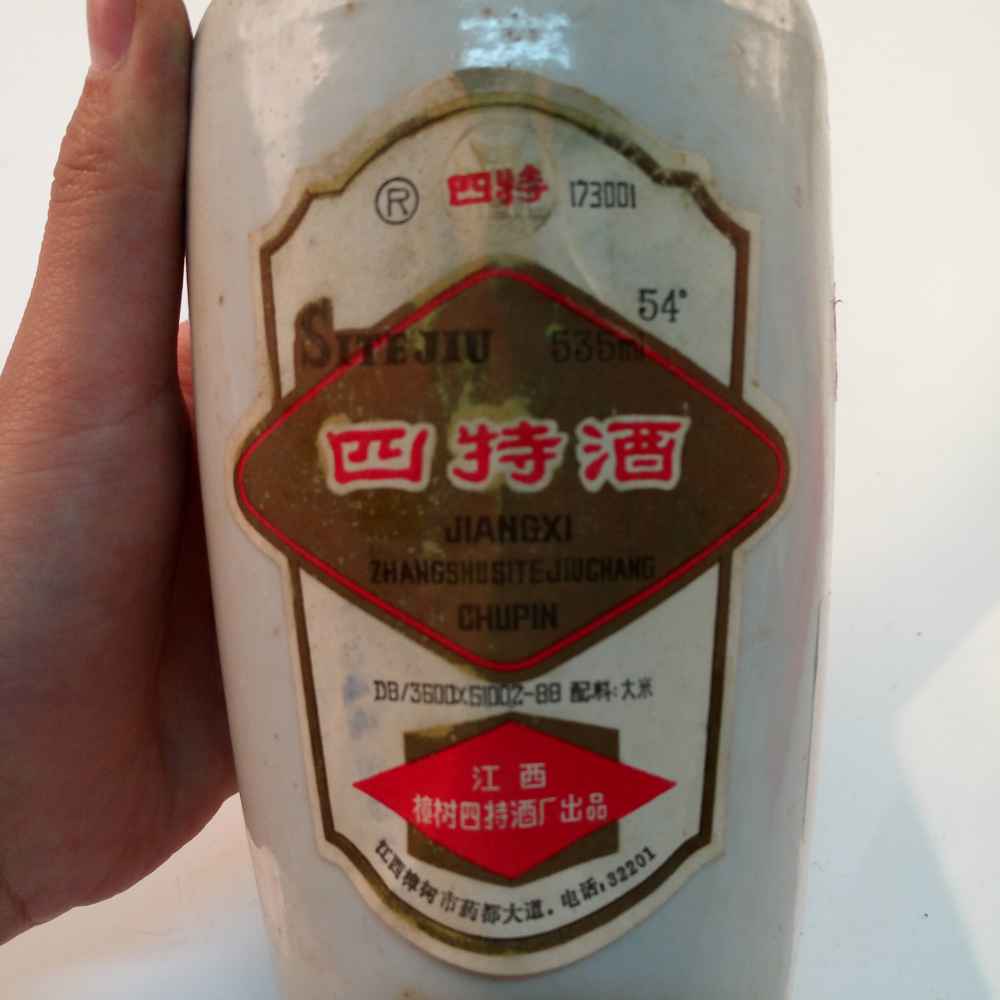 ® 四特 173001
54°
SITEJIU 535ml
四特酒
JIANGXI
ZHANGSHUSITEJIUCHANG
CHUPIN
DB/3600X61002-88 配料:大米
江西
樟树四特酒厂出品
江西樟树市药都大道.电话:32201